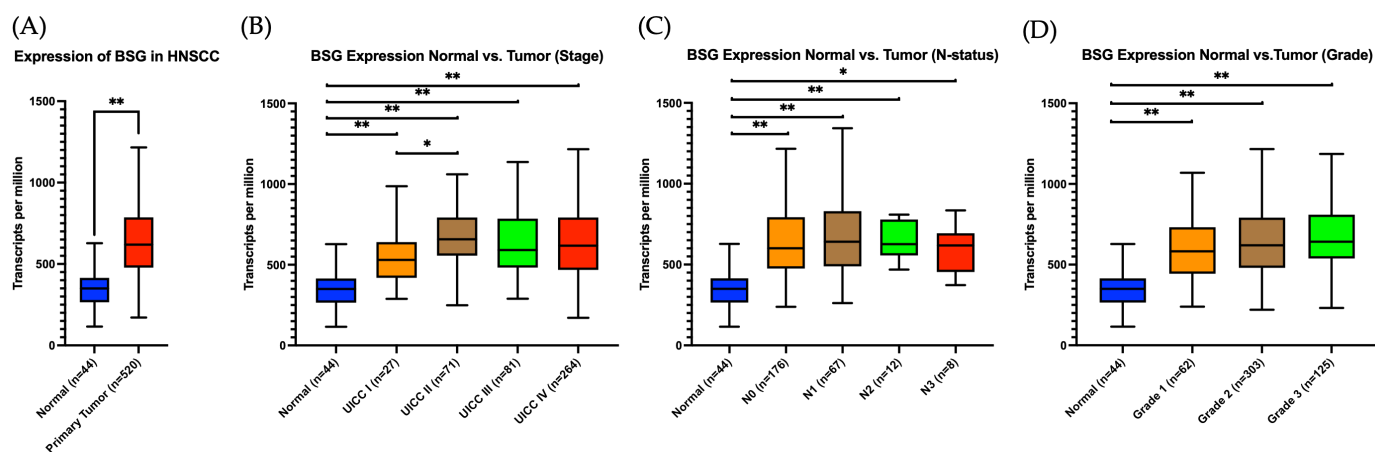 (A)
Expression of BSG in HNSCC
**
Transcripts per million
1500
1000
500
0
Normal (n=44)
Primary Tumor (n=520)
(B)
BSG Expression Normal vs. Tumor (Stage)
**
**
**
**
*
Transcripts per million
1500
1000
500
0
Normal (n=44)
UICC I (n=27)
UICC II (n=71)
UICC III (n=81)
UICC IV (n=264)
(C)
BSG Expression Normal vs. Tumor (N-status)
*
**
**
**
Transcripts per million
1500
1000
500
0
Normal (n=44)
N0 (n=176)
N1 (n=67)
N2 (n=12)
N3 (n=8)
(D)
BSG Expression Normal vs.Tumor (Grade)
**
**
**
Transcripts per million
1500
1000
500
0
Normal (n=44)
Grade 1 (n=62)
Grade 2 (n=303)
Grade 3 (n=125)